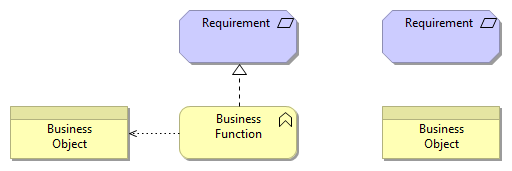 Requirement
Requirement
Business
Object
Business
Function
Business
Object